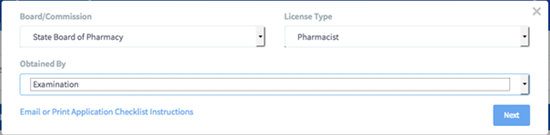 Board/Commission License Type
State Board of Pharmacy Pharmacist
Obtained By
Examination
Email or Print Application Checklist Instructions Next